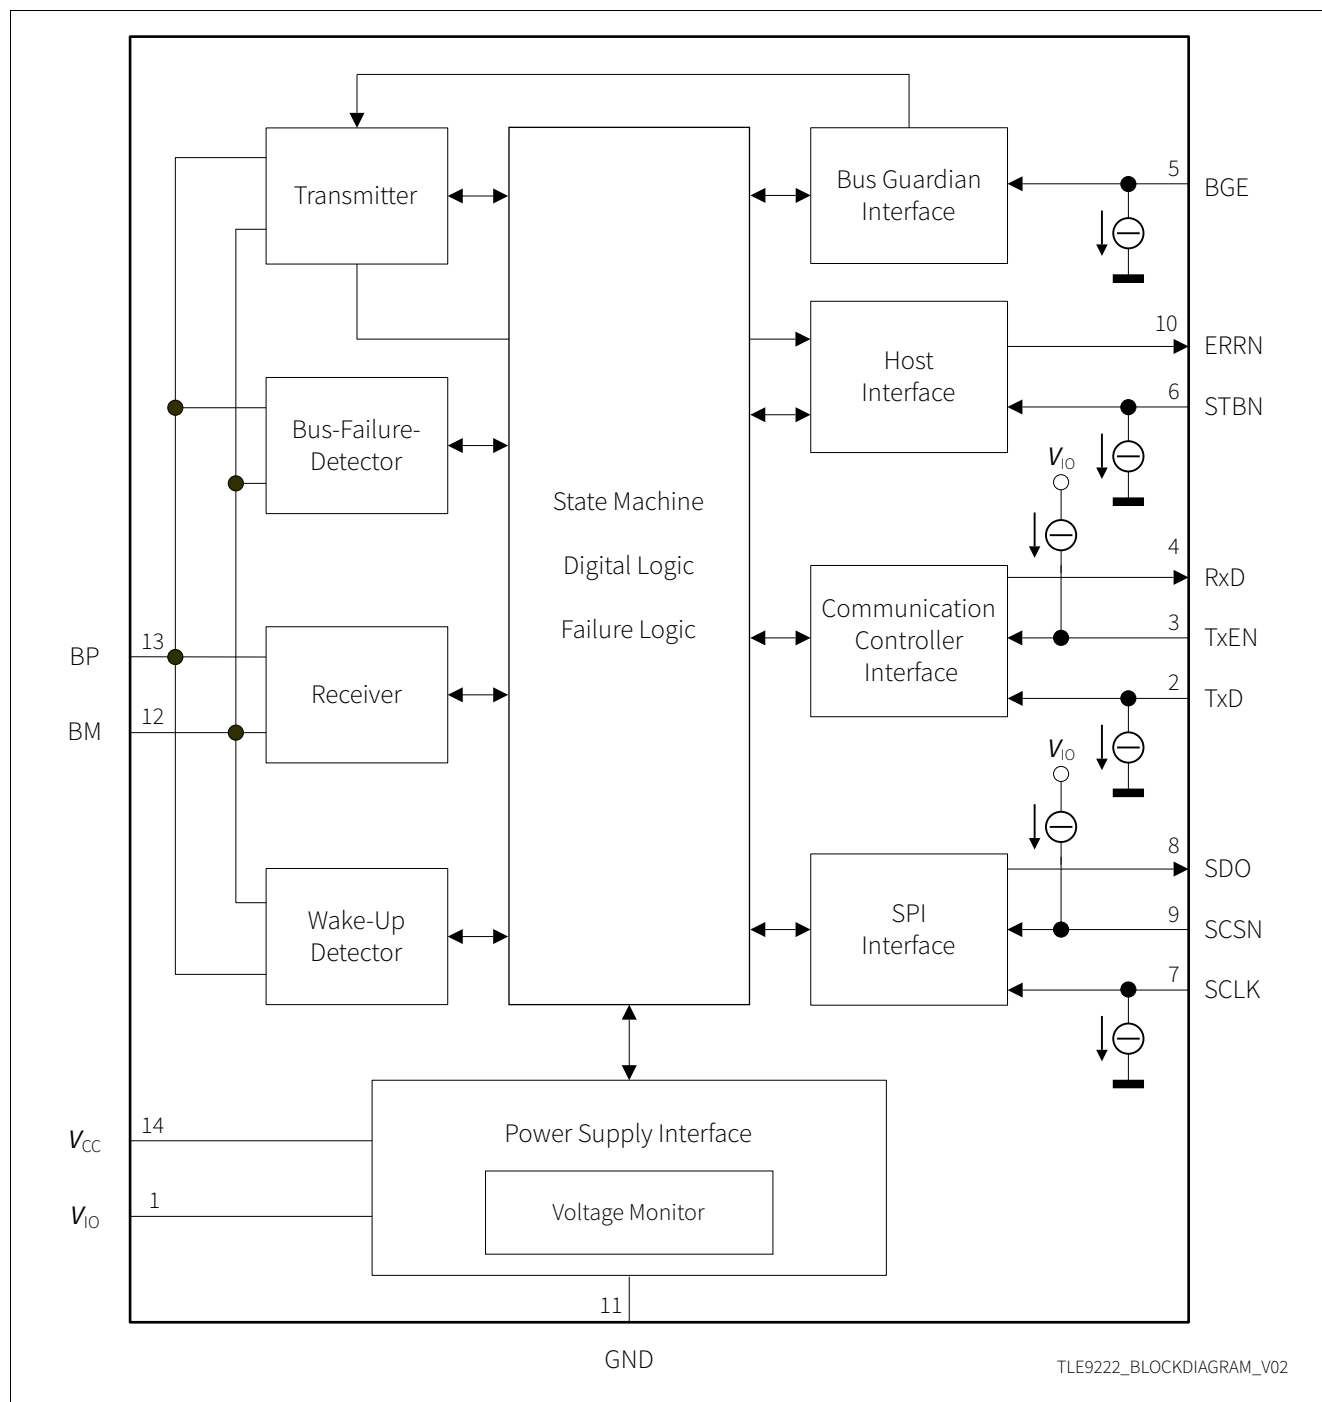 Transmitter
Bus Guardian
Interface
5
BGE
10
ERRN
Host
Interface
6
STBN
Bus-Failure-
Detector
VIO
State Machine
Digital Logic
Failure Logic
4
RxD
Communication
Controller
Interface
3
TxEN
2
TxD
BP
13
Receiver
BM
12
VIO
8
SDO
SPI
Interface
9
SCSN
7
SCLK
Wake-Up
Detector
VCC
14
Power Supply Interface
VIO
1
Voltage Monitor
11
GND
TLE9222_BLOCKDIAGRAM_V02